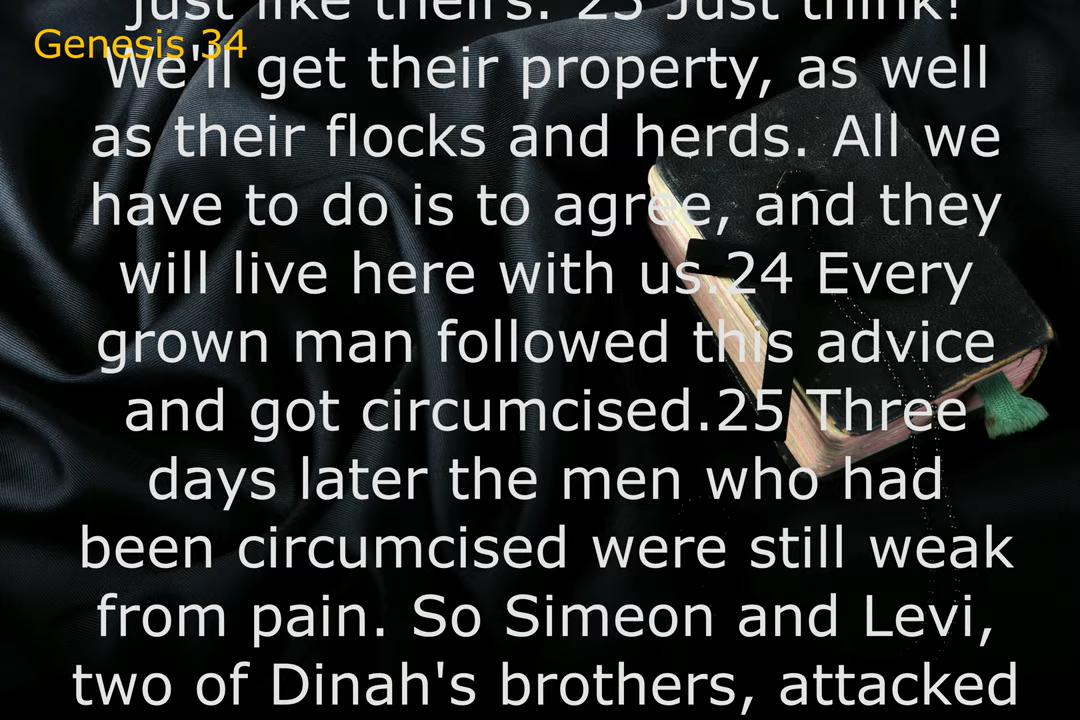 just like theirs. 23 Just think!
Genesis 34
We'll get their property, as well
as their flocks and herds. All we
have to do is to agree, and they
will live here with us.24 Every
grown man followed this advice
and got circumcised.25 Three
days later the men who had
been circumcised were still weak
from pain. So Simeon and Levi,
two of Dinah's brothers, attacked